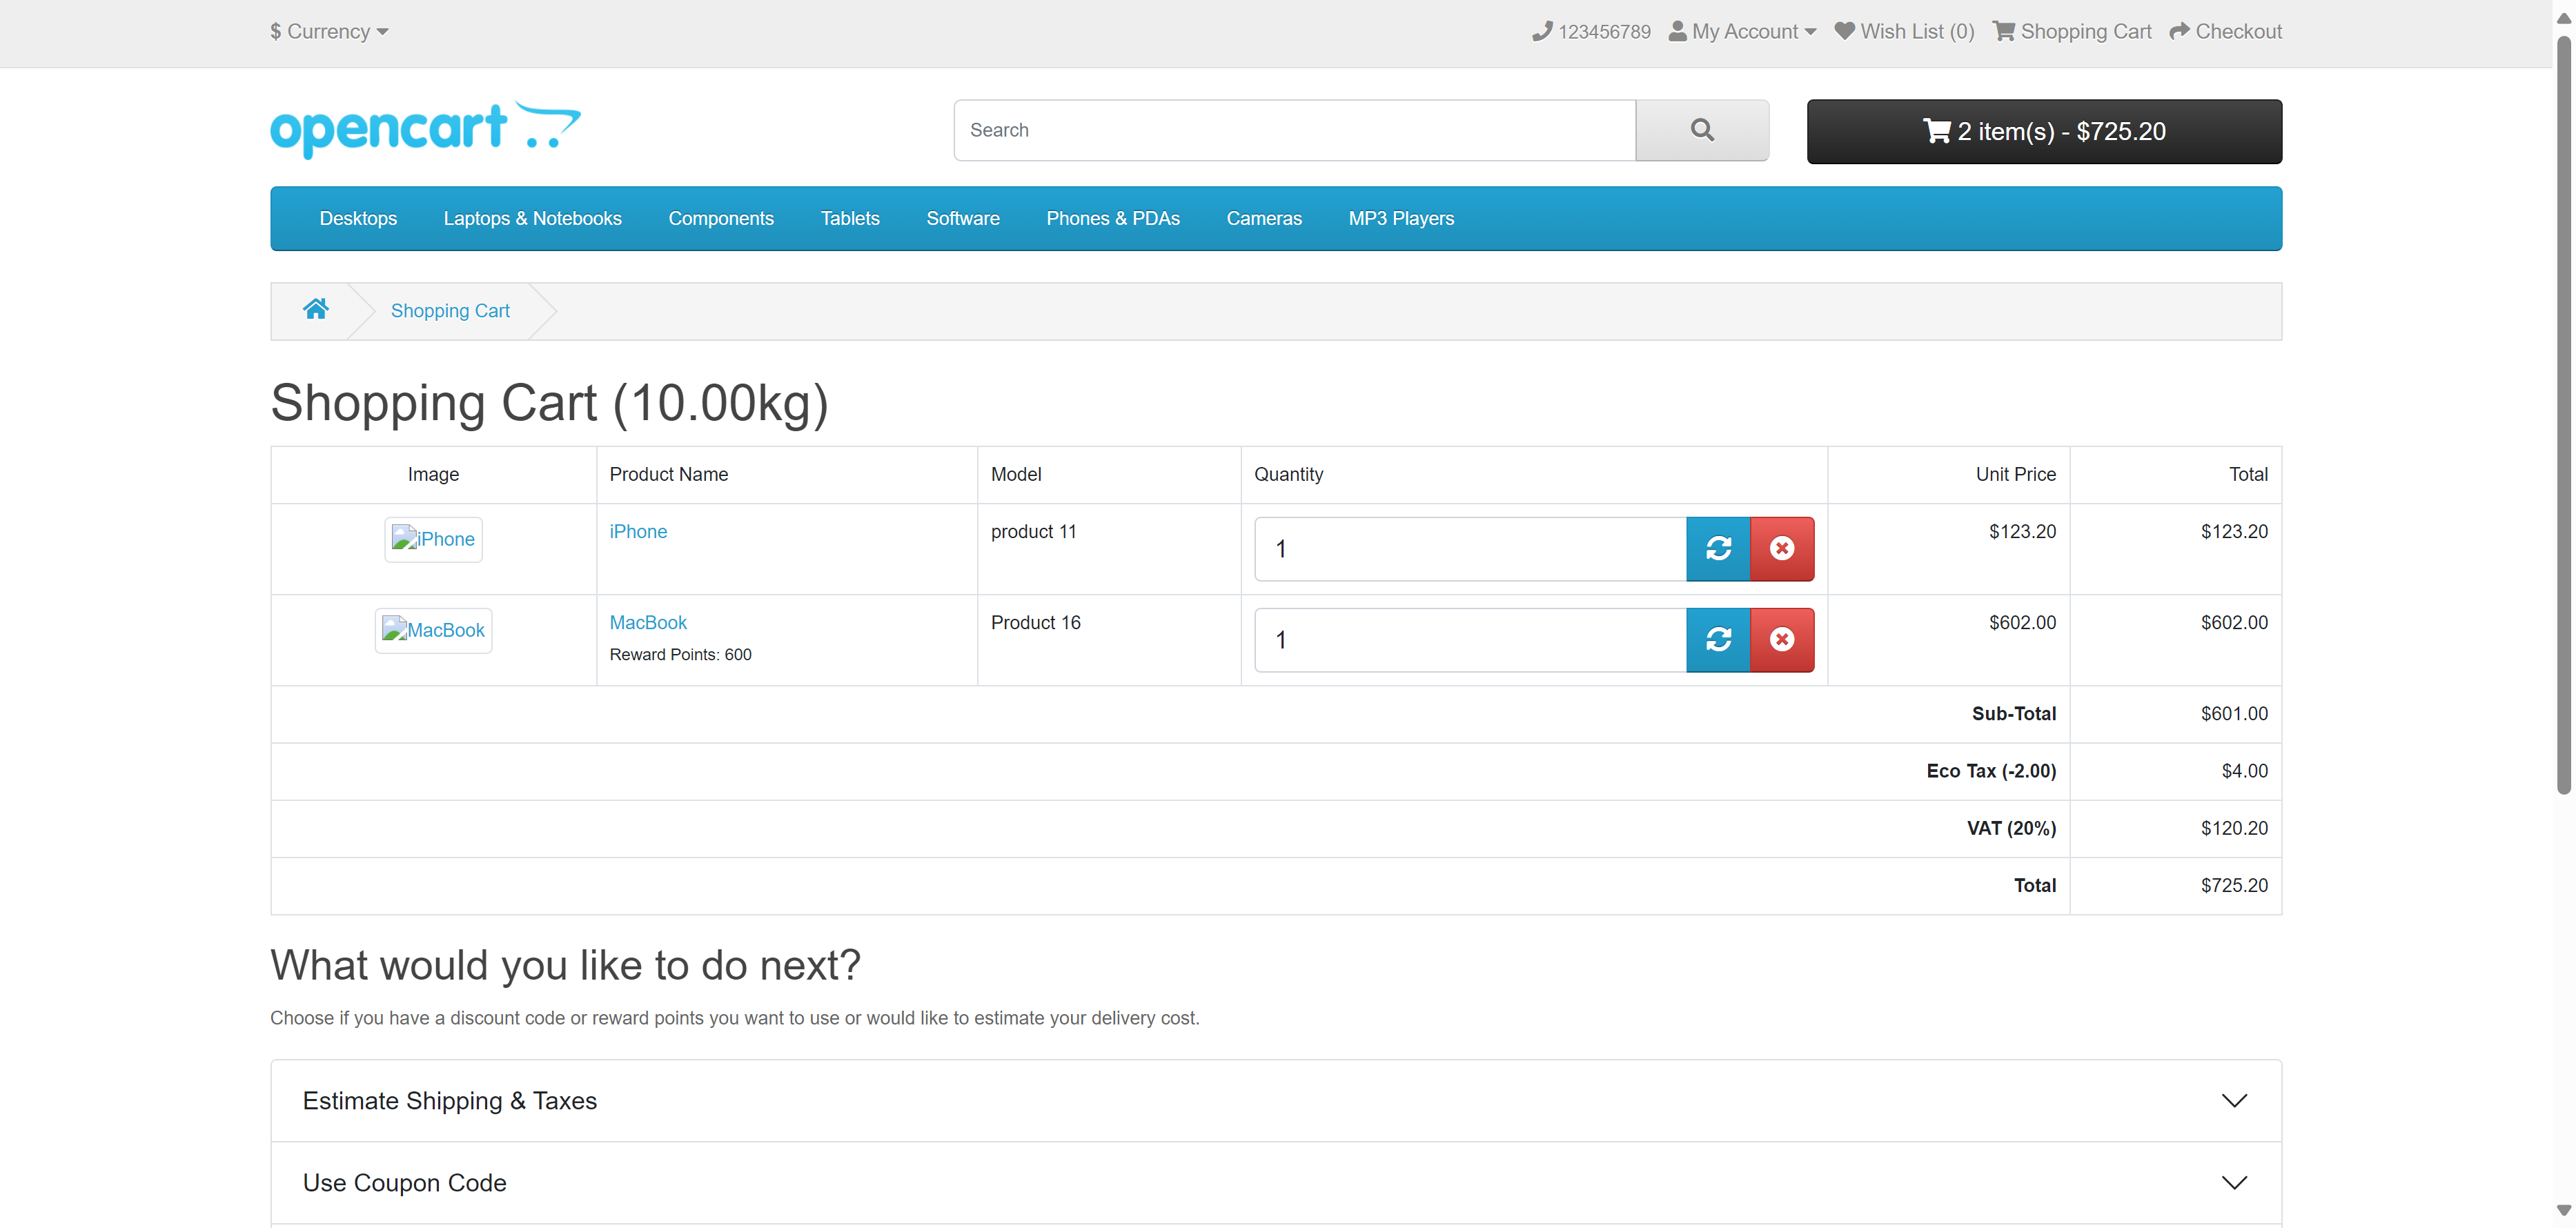 $ Currency
123456789 My Account Wish List (0) Shopping Cart Checkout
opencart
Search
2 item(s) - $725.20
Desktops Laptops & Notebooks Components Tablets Software Phones & PDAs Cameras MP3 Players
Shopping Cart
Shopping Cart (10.00kg)
Image Product Name Model Quantity Unit Price Total
iPhone iPhone product 11 1 $123.20 $123.20
MacBook MacBook Product 16 1 $602.00 $602.00
Reward Points: 600
Sub-Total $601.00
Eco Tax (-2.00) $4.00
VAT (20%) $120.20
Total $725.20
What would you like to do next?
Choose if you have a discount code or reward points you want to use or would like to estimate your delivery cost.
Estimate Shipping & Taxes
Use Coupon Code